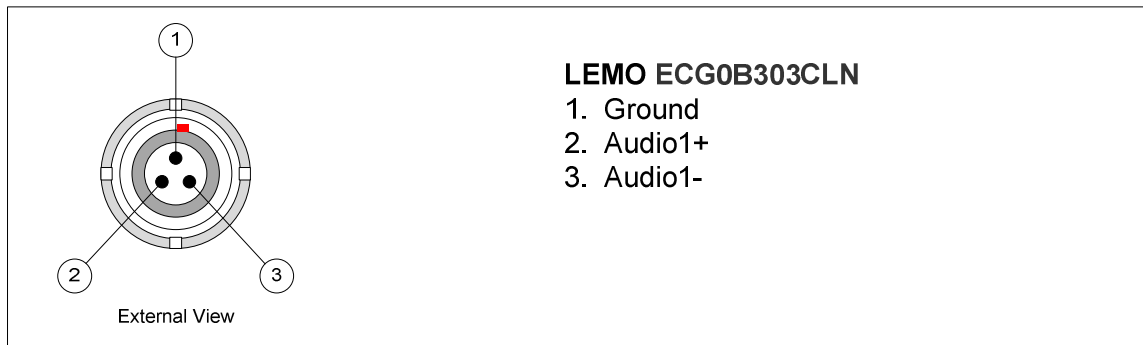 1
LEMO ECG0B303CLN
1. Ground
2. Audio1+
3. Audio1-
2
3
External View